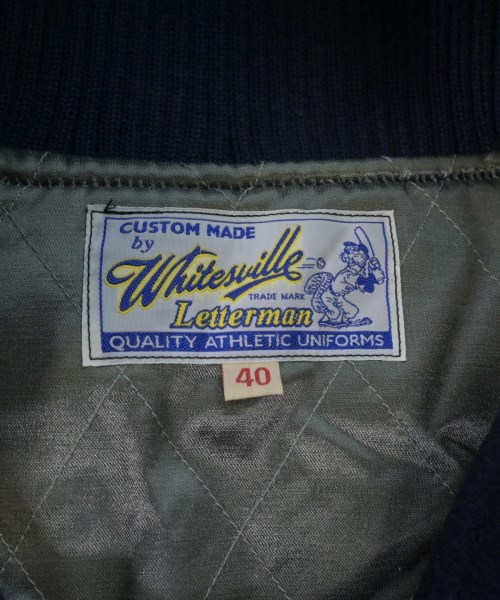 CUSTOM MADE
by
Whitesville
TRADE MARK
Letterman
QUALITY ATHLETIC UNIFORMS
40